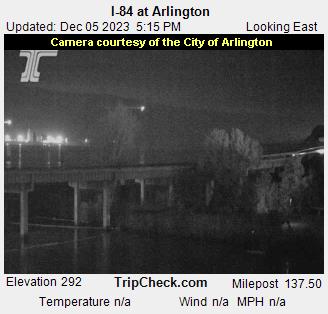 I-84 at Arlington
Updated: Dec 05 2023 5:15 PM Looking East
Camera courtesy of the City of Arlington
Elevation 292 TripCheck.com Milepost 137.50
Temperature n/a Wind n/a MPH n/a